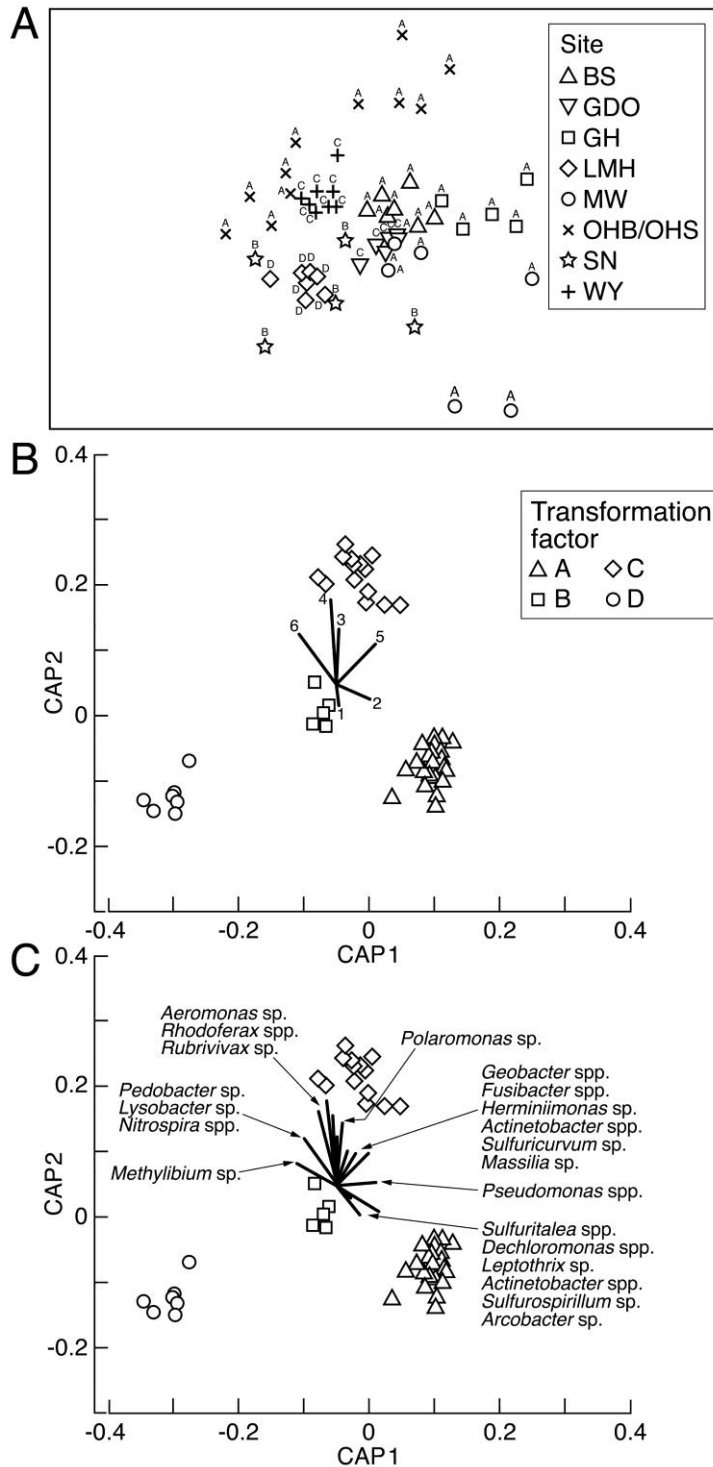 A
Site
BS
GDO
GH
LMH
MW
OHB/OHS
SN
WY
B
0.4
0.2
0
-0.2
CAP2
Transformation
factor
A C
B D
4
3
6
5
2
1
-0.4 -0.2 0 0.2 0.4
CAP1
C
0.4
0.2
0
-0.2
CAP2
Aeromonas sp.
Rhodoferax spp.
Rubrivivax sp.
Polaromonas sp.
Pedobacter sp.
Lysobacter sp.
Nitrospira spp.
Methylibium sp.
Geobacter spp.
Fusibacter spp.
Herminiimonas sp.
Actinetobacter spp.
Sulfuricurvum sp.
Massilia sp.
Pseudomonas spp.
Sulfuritalea spp.
Dechloromonas spp.
Leptothrix sp.
Actinetobacter spp.
Sulfurospirillum sp.
Arcobacter sp.
-0.4 -0.2 0 0.2 0.4
CAP1